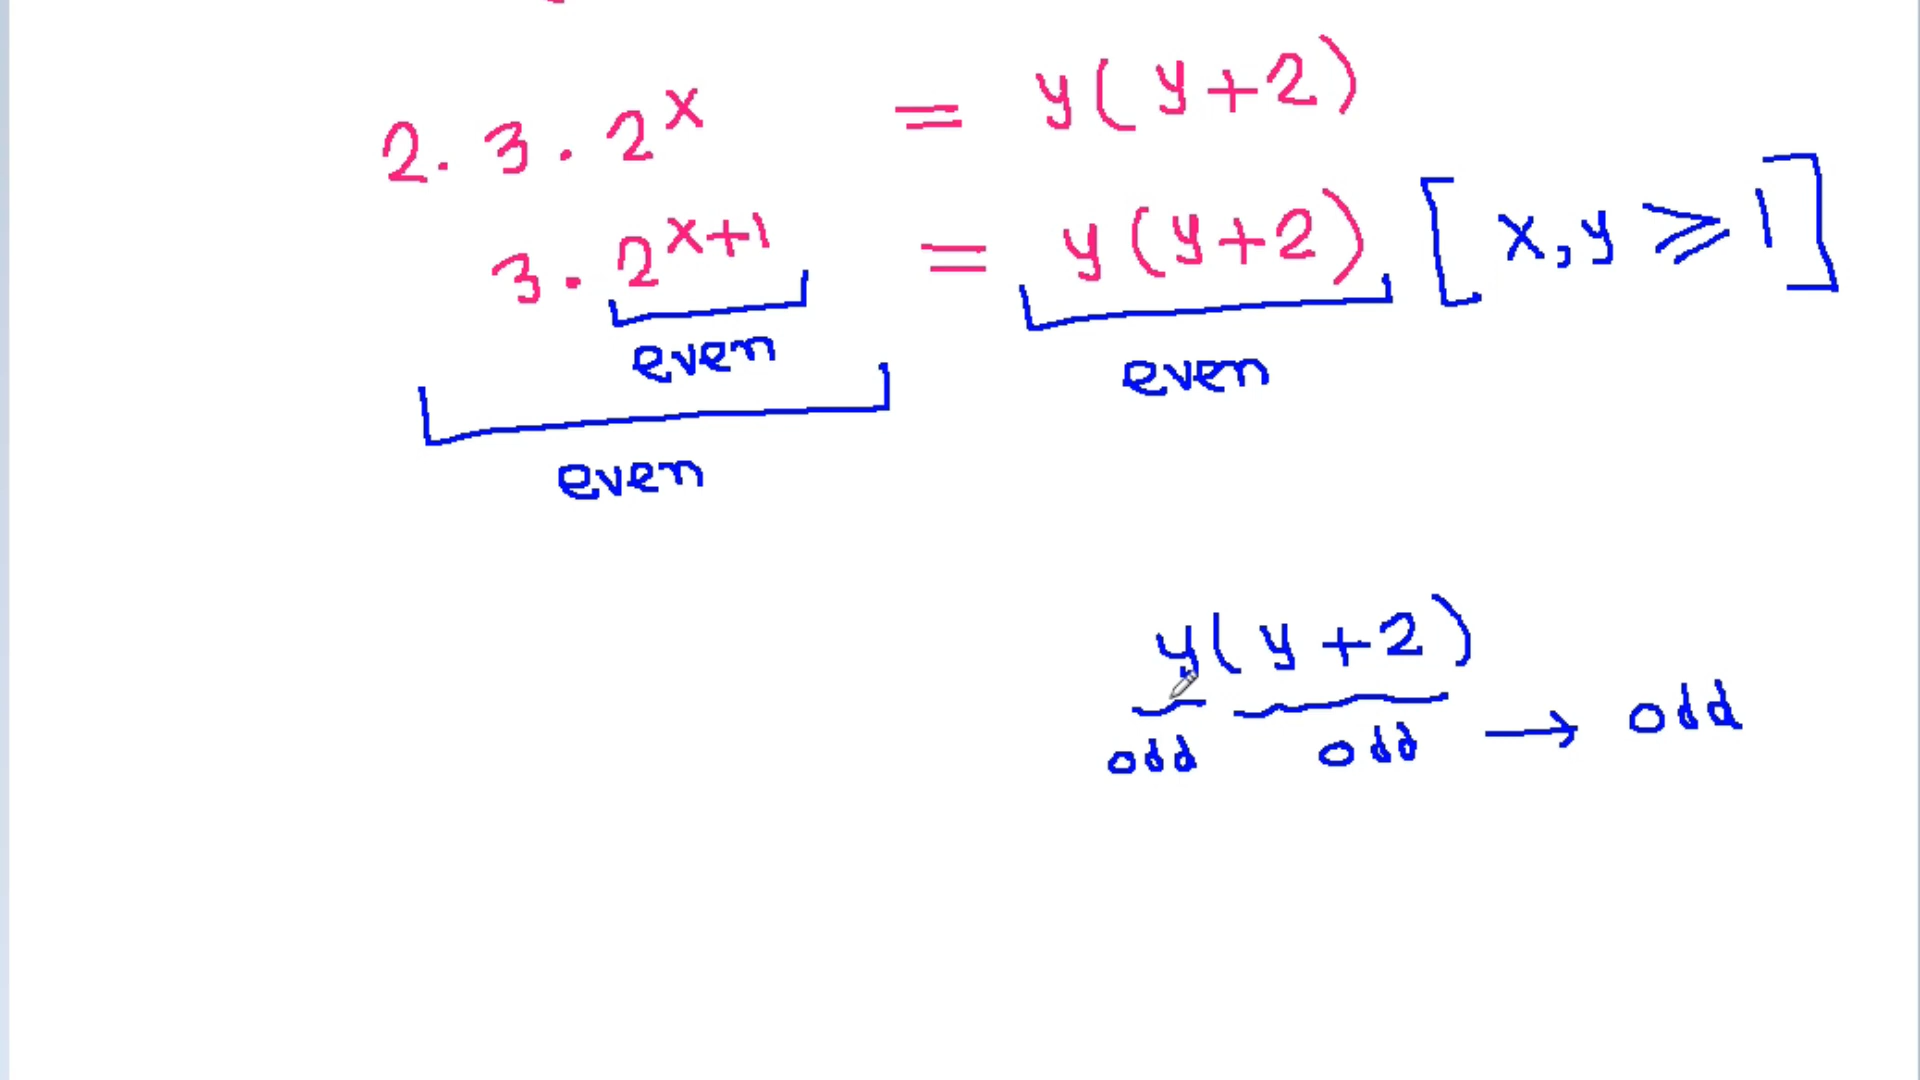 2 . 3 . 2^x = y( y+2 )
3 . 2^{x+1} = y (y+2) [ x, y ⩾ 1 ]
even even
even
y( y +2 )
odd odd → odd